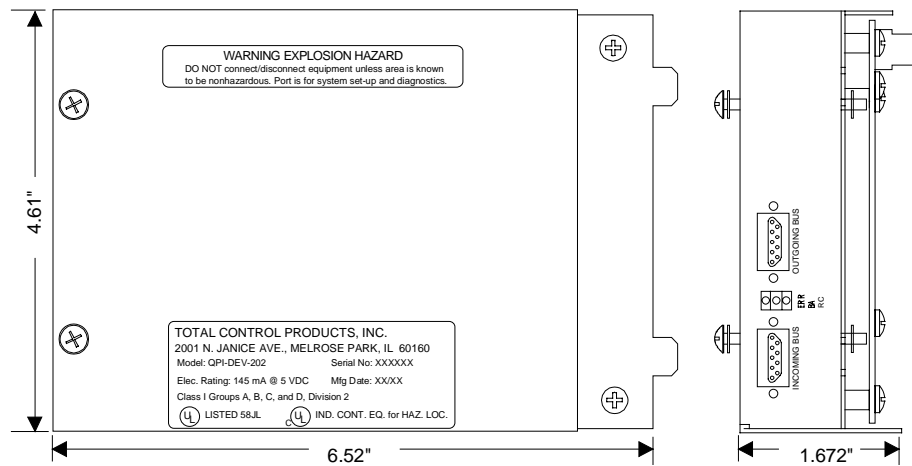 WARNING EXPLOSION HAZARD
DO NOT connect/disconnect equipment unless area is known
to be nonhazardous. Port is for system set-up and diagnostics.
4.61"
TOTAL CONTROL PRODUCTS, INC.
2001 N. JANICE AVE., MELROSE PARK, IL 60160
Model: QPI-DEV-202 Serial No: XXXXXX
Elec. Rating: 145 mA @ 5 VDC Mfg Date: XX/XX
Class I Groups A, B, C, and D, Division 2
UL LISTED 58JL C UL IND. CONT. EQ. for HAZ. LOC.
6.52"
OUTGOING BUS
ERR
BA
RC
INCOMING BUS
1.672"